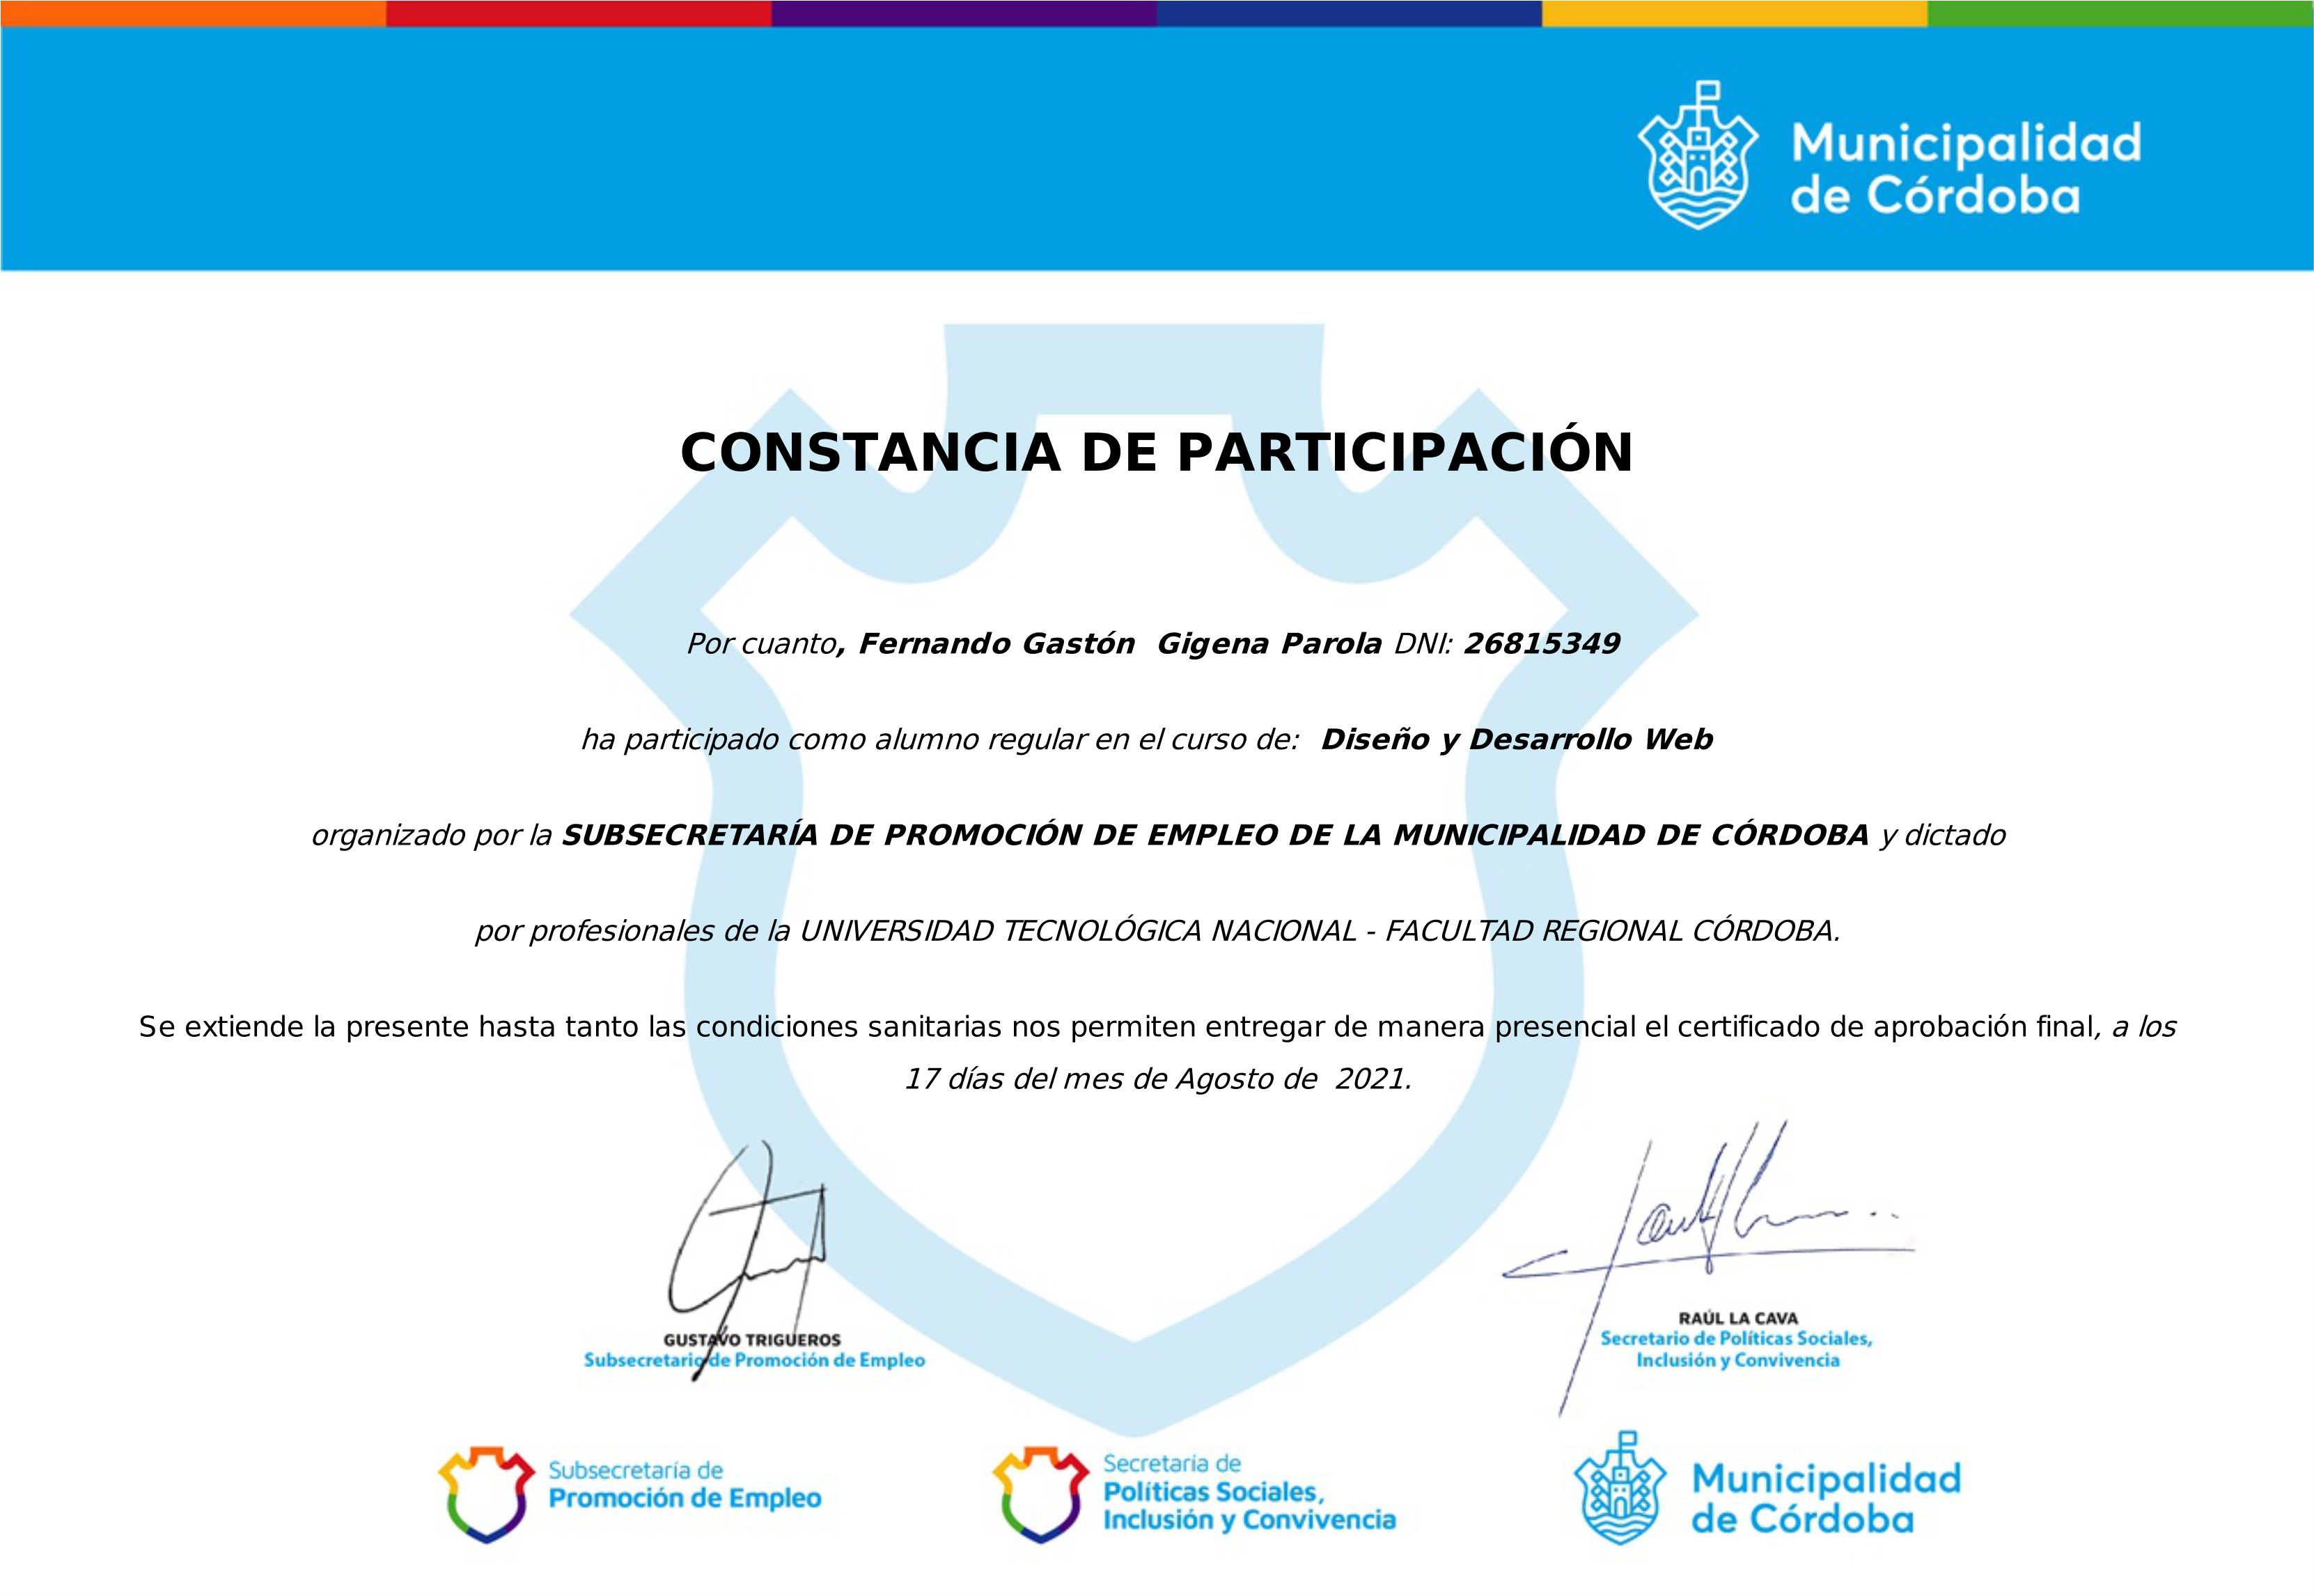 Municipalidad
de Córdoba
CONSTANCIA DE PARTICIPACIÓN
Por cuanto, Fernando Gastón  Gigena Parola DNI: 26815349
ha participado como alumno regular en el curso de:  Diseño y Desarrollo Web
organizado por la SUBSECRETARÍA DE PROMOCIÓN DE EMPLEO DE LA MUNICIPALIDAD DE CÓRDOBA y dictado
por profesionales de la UNIVERSIDAD TECNOLÓGICA NACIONAL - FACULTAD REGIONAL CÓRDOBA.
Se extiende la presente hasta tanto las condiciones sanitarias nos permiten entregar de manera presencial el certificado de aprobación final, a los
17 días del mes de Agosto de  2021.
GUSTAVO TRIGUEROS
Subsecretario de Promoción de Empleo
RAÚL LA CAVA
Secretario de Políticas Sociales,
Inclusión y Convivencia
Subsecretaría de
Promoción de Empleo
Secretaría de
Políticas Sociales,
Inclusión y Convivencia
Municipalidad
de Córdoba